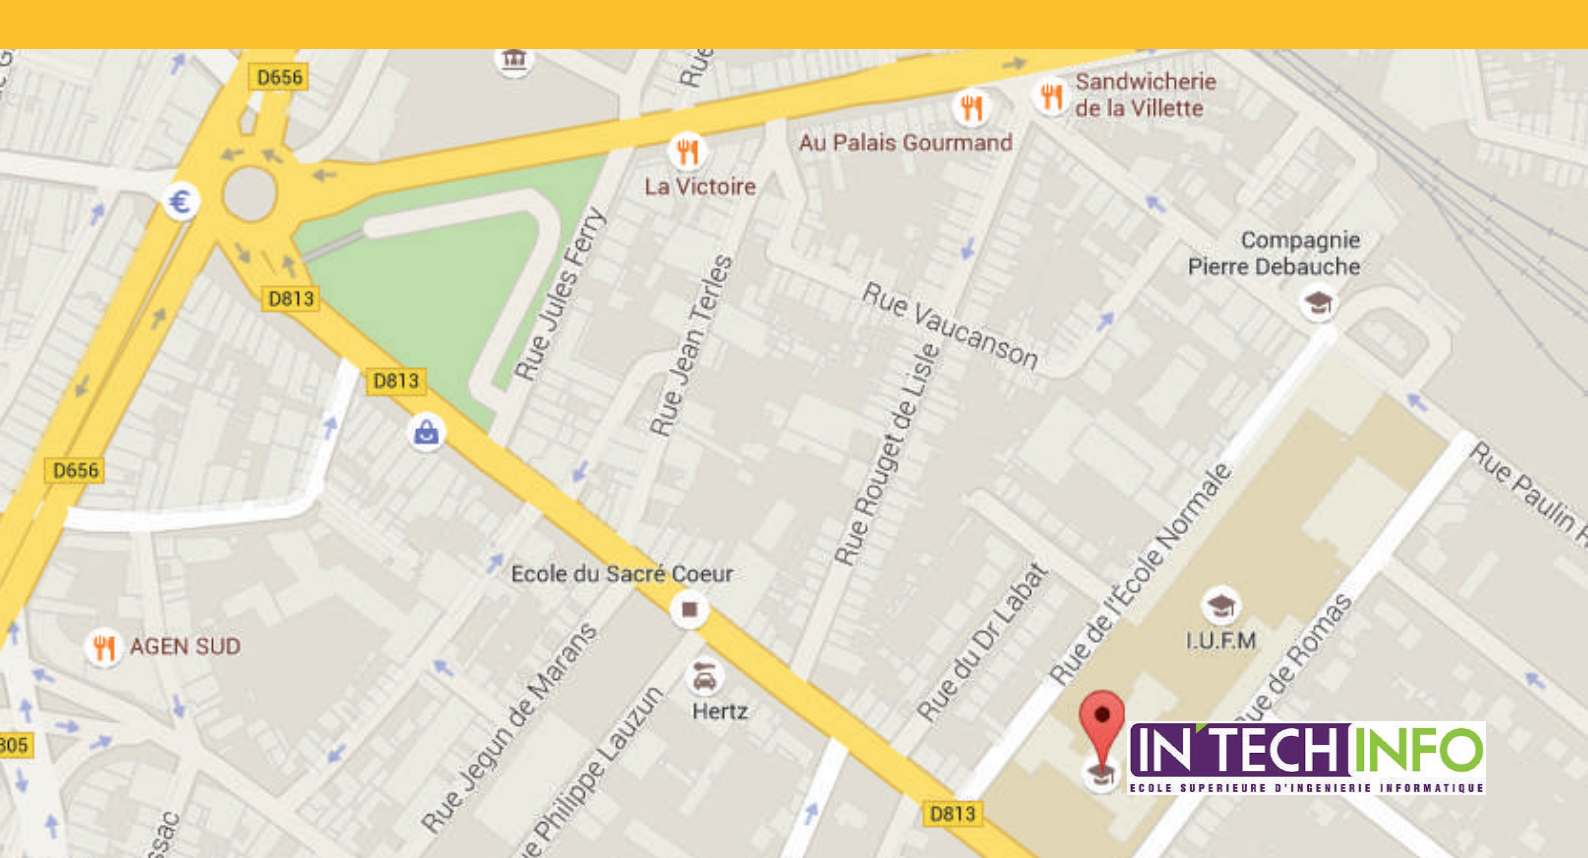 D656
Rue
Sandwicherie
de la Villette
Au Palais Gourmand
La Victoire
€
Compagnie
Pierre Debauche
D813
Rue Jules Ferry
Rue Jean Terles
Rue Vaucanson
D813
Rue Rouget de Lisle
D656
Rue Paulin
Rue de l'École Normale
Ecole du Sacré Coeur
Rue du Dr Labat
I.U.F.M
AGEN SUD
Rue de Romas
Rue Jegun de Marans
Hertz
Philippe Lauzun
IN'TECH INFO
ECOLE SUPERIEURE D'INGENIERIE INFORMATIQUE
D813